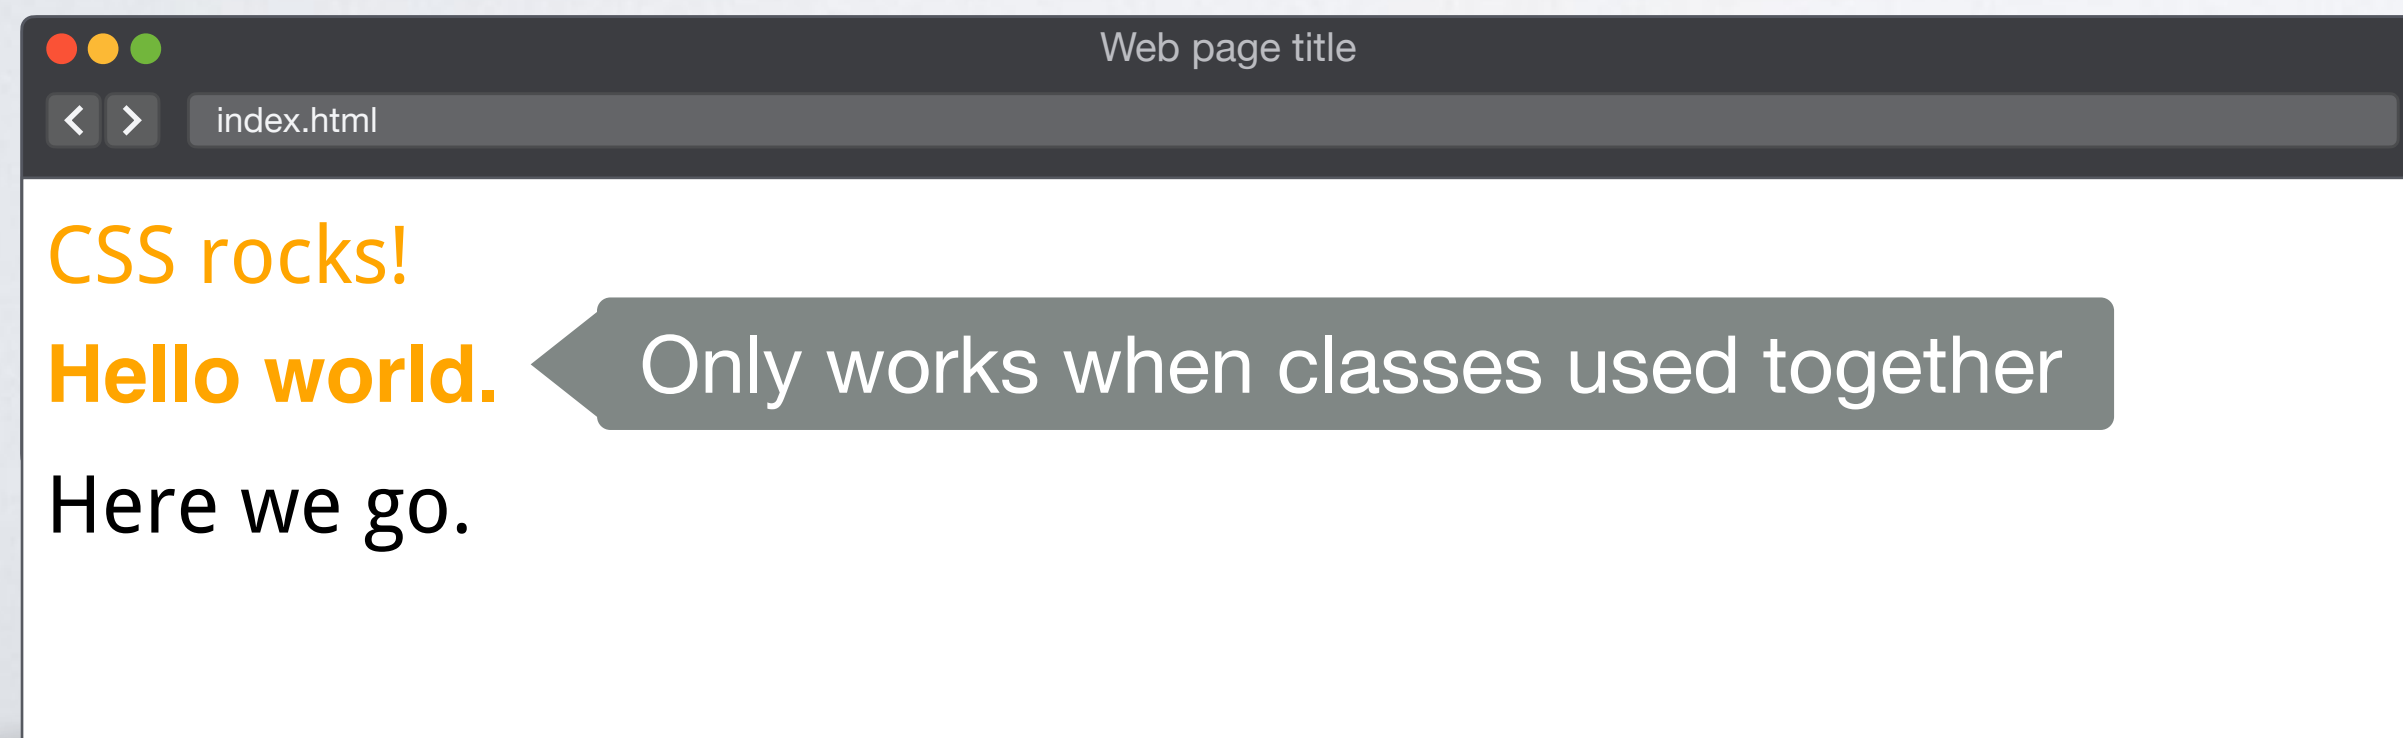 Web page title
index.html
CSS rocks!
Hello world.
Only works when classes used together
Here we go.